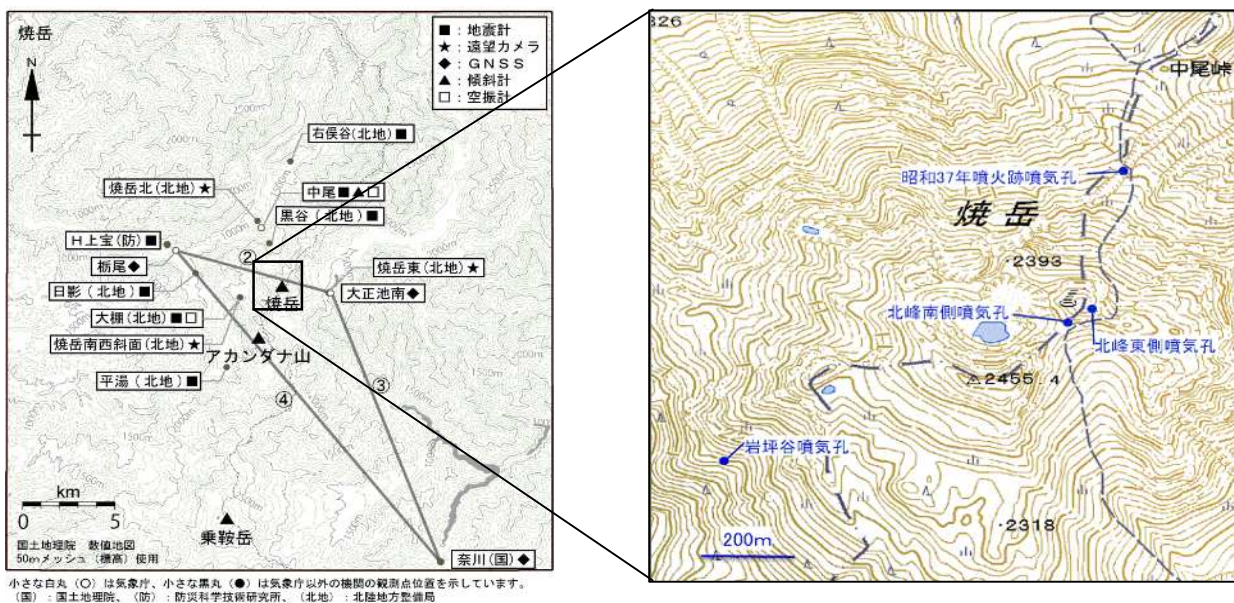 焼岳
N
■：地震計
★：遠望カメラ
◆：ＧＮＳＳ
▲：傾斜計
□：空振計
右俣谷(北地)■
焼岳北(北地)★
中尾■▲□
黒谷（北地）■
Ｈ上宝(防)■
栃尾◆
日影（北地）■
大棚(北地)■□
焼岳南西斜面(北地)★
平湯（北地）■
②
焼岳東(北地)★
大正池南◆
焼岳
アカンダナ山
③
④
乗鞍岳
奈川(国)◆
km
0 5
国土地理院　数値地図
50mメッシュ（標高）使用
小さな白丸（○）は気象庁、小さな黒丸（●）は気象庁以外の機関の観測点位置を示しています。
（国）：国土地理院、（防）：防災科学技術研究所、（北地）：北陸地方整備局
326
中尾峠
昭和37年噴火跡噴気孔
焼岳
2393
北峰南側噴気孔
北峰東側噴気孔
2455.4
岩坪谷噴気孔
2318
200m